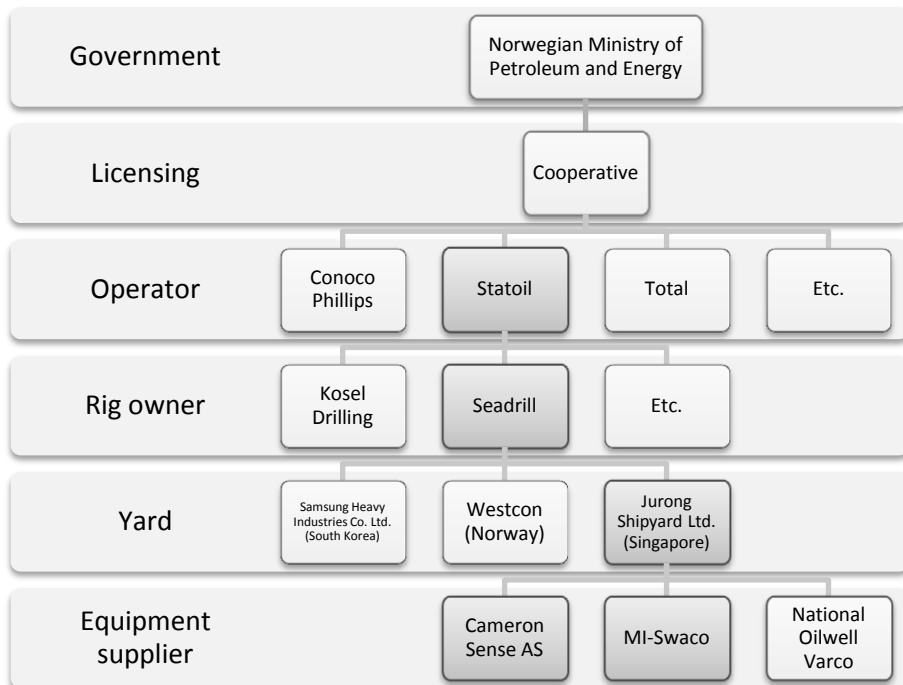 Government
Norwegian Ministry of
Petroleum and Energy
Licensing
Cooperative
Operator
Conoco
Phillips
Statoil
Total
Etc.
Rig owner
Kosel
Drilling
Seadrill
Etc.
Yard
Samsung Heavy
Industries Co. Ltd.
(South Korea)
Westcon
(Norway)
Jurong
Shipyard Ltd.
(Singapore)
Equipment
supplier
Cameron
Sense AS
MI-Swaco
National
Oilwell
Varco